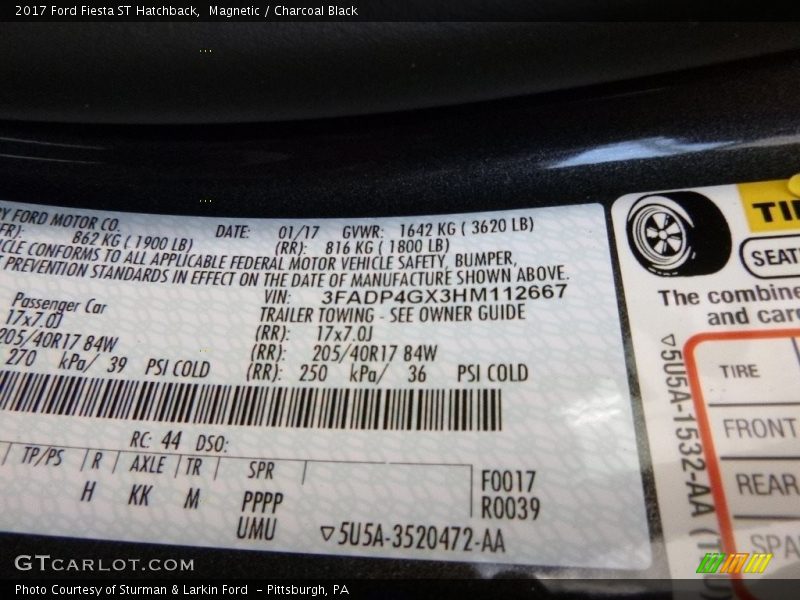 2017 Ford Fiesta ST Hatchback, Magnetic / Charcoal Black
BY FORD MOTOR CO.
DATE: 01/17 GVWR: 1642 KG ( 3620 LB)
FR): 862 KG ( 1900 LB) (RR): 816 KG ( 1800 LB)
ICLE CONFORMS TO ALL APPLICABLE FEDERAL MOTOR VEHICLE SAFETY, BUMPER,
T PREVENTION STANDARDS IN EFFECT ON THE DATE OF MANUFACTURE SHOWN ABOVE.
VIN: 3FADP4GX3HM112667
Passenger Car TRAILER TOWING - SEE OWNER GUIDE
17x7.0J (RR): 17x7.0J
205/40R17 84W (RR): 205/40R17 84W
270 kPa/ 39 PSI COLD (RR): 250 kPa/ 36 PSI COLD
RC: 44 DSO:
TP/PS R AXLE TR SPR
H KK M PPPP
UMU
F0017
R0039
▽5U5A-3520472-AA
TI
SEAT
The combine
and car
TIRE
FRONT
REAR
SPA
▽5U5A-1532-AA
GTCARLOT.COM
Photo Courtesy of Sturman & Larkin Ford - Pittsburgh, PA